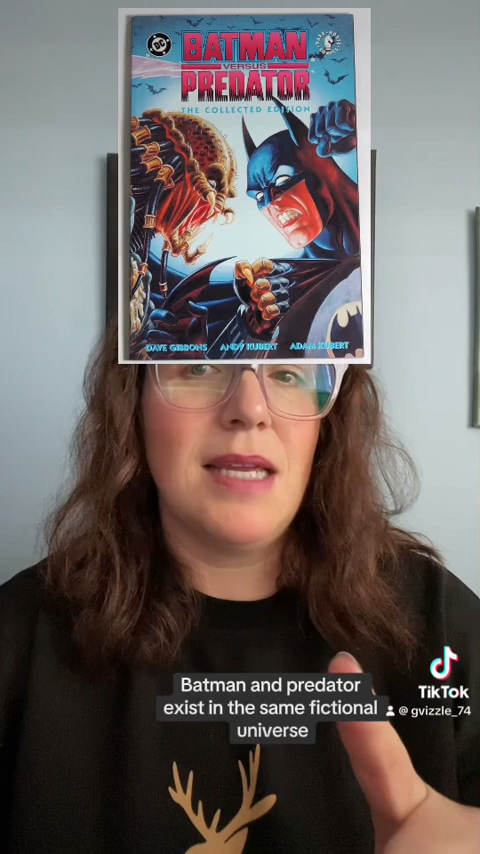 DC
BATMAN
VERSUS
PREDATOR
THE COLLECTED EDITION
DAVE GIBBONS ANDY KUBERT ADAM KUBERT
Batman and predator
exist in the same fictional
universe
TikTok
@ gvizzle_74